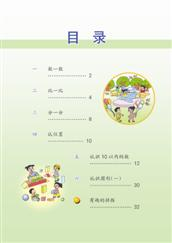 目 录
一 数一数
2
二 比一比
4
三 分一分
8
四 认位置
10
五 认识10以内的数
12
六 认识图形(一)
30
有趣的拼搭
32